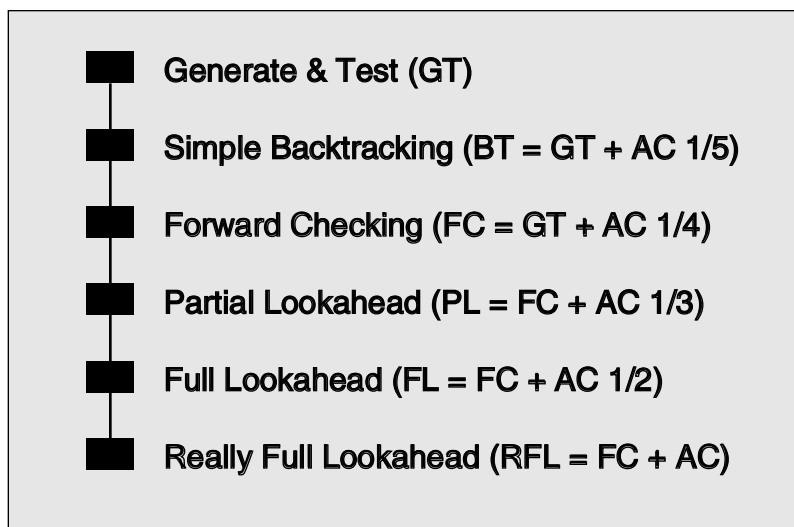 Generate & Test (GT)
Simple Backtracking (BT = GT + AC 1/5)
Forward Checking (FC = GT + AC 1/4)
Partial Lookahead (PL = FC + AC 1/3)
Full Lookahead (FL = FC + AC 1/2)
Really Full Lookahead (RFL = FC + AC)